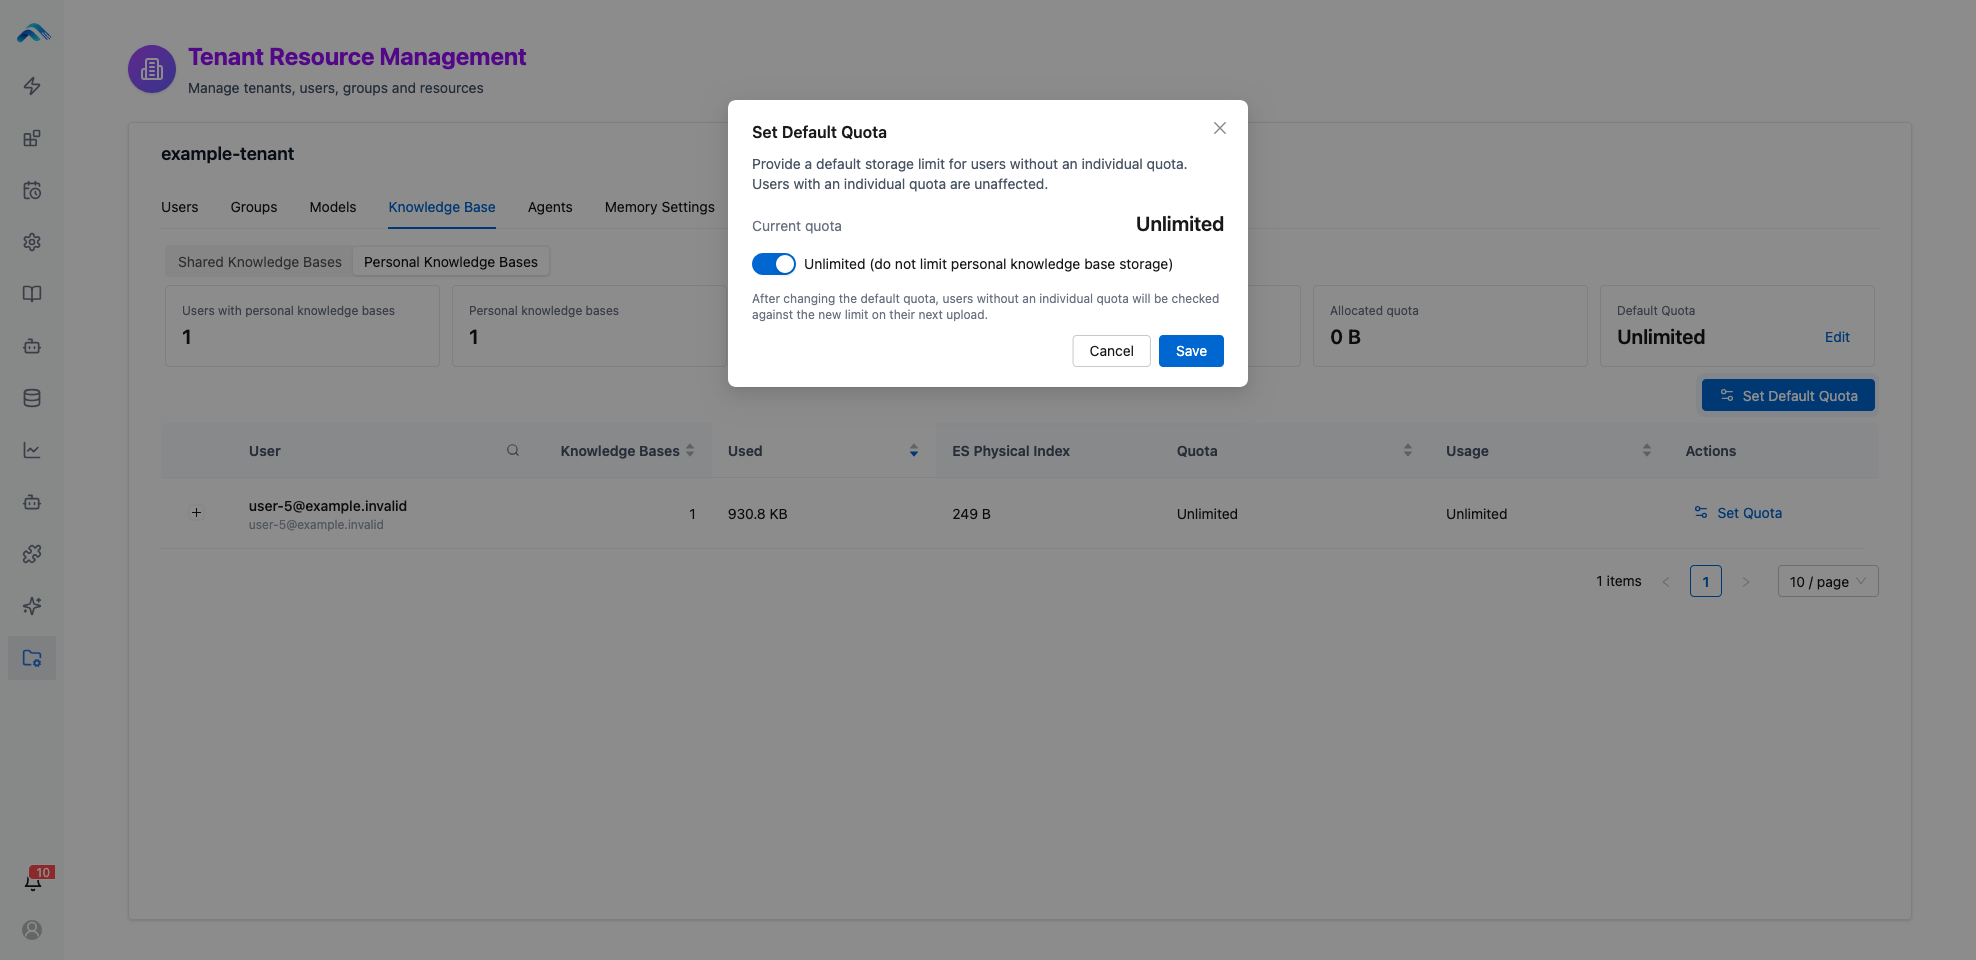 Tenant Resource Management
Manage tenants, users, groups and resources
example-tenant
Users
Groups
Models
Knowledge Base
Agents
Memory Settings
Shared Knowledge Bases
Personal Knowledge Bases
Users with personal knowledge bases
1
Personal knowledge bases
1
Allocated quota
0 B
Default Quota
Unlimited
Edit
Set Default Quota
Provide a default storage limit for users without an individual quota.
Users with an individual quota are unaffected.
Current quota
Unlimited
Unlimited (do not limit personal knowledge base storage)
After changing the default quota, users without an individual quota will be checked
against the new limit on their next upload.
Cancel
Save
Set Default Quota
User
Knowledge Bases
Used
ES Physical Index
Quota
Usage
Actions
user-5@example.invalid
user-5@example.invalid
1
930.8 KB
249 B
Unlimited
Unlimited
Set Quota
1 items
1
10 / page
10